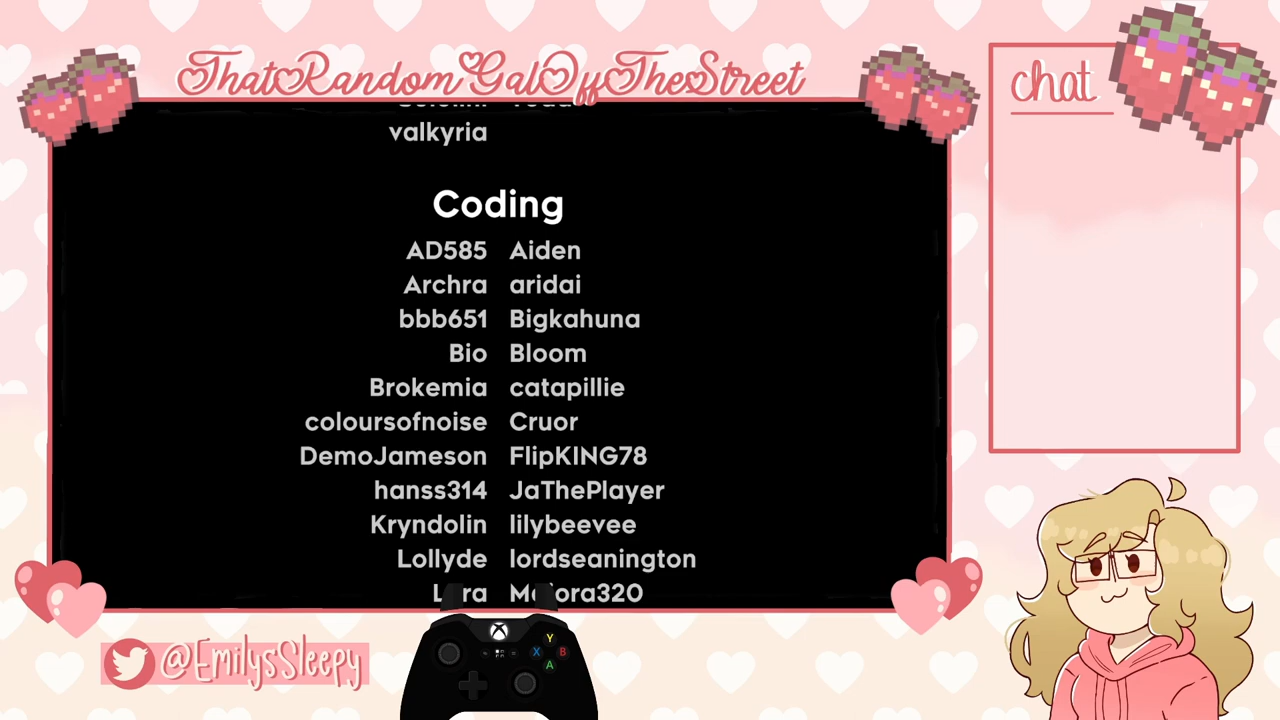 ThatRandomGalOffTheStreet
chat
valkyria
Coding
AD585 Aiden
Archra aridai
bbb651 Bigkahuna
Bio Bloom
Brokemia catapillie
coloursofnoise Cruor
DemoJameson FlipKING78
hanss314 JaThePlayer
Kryndolin lilybeevee
Lollyde lordseanington
@EmilysSleepy
Y
X B
A